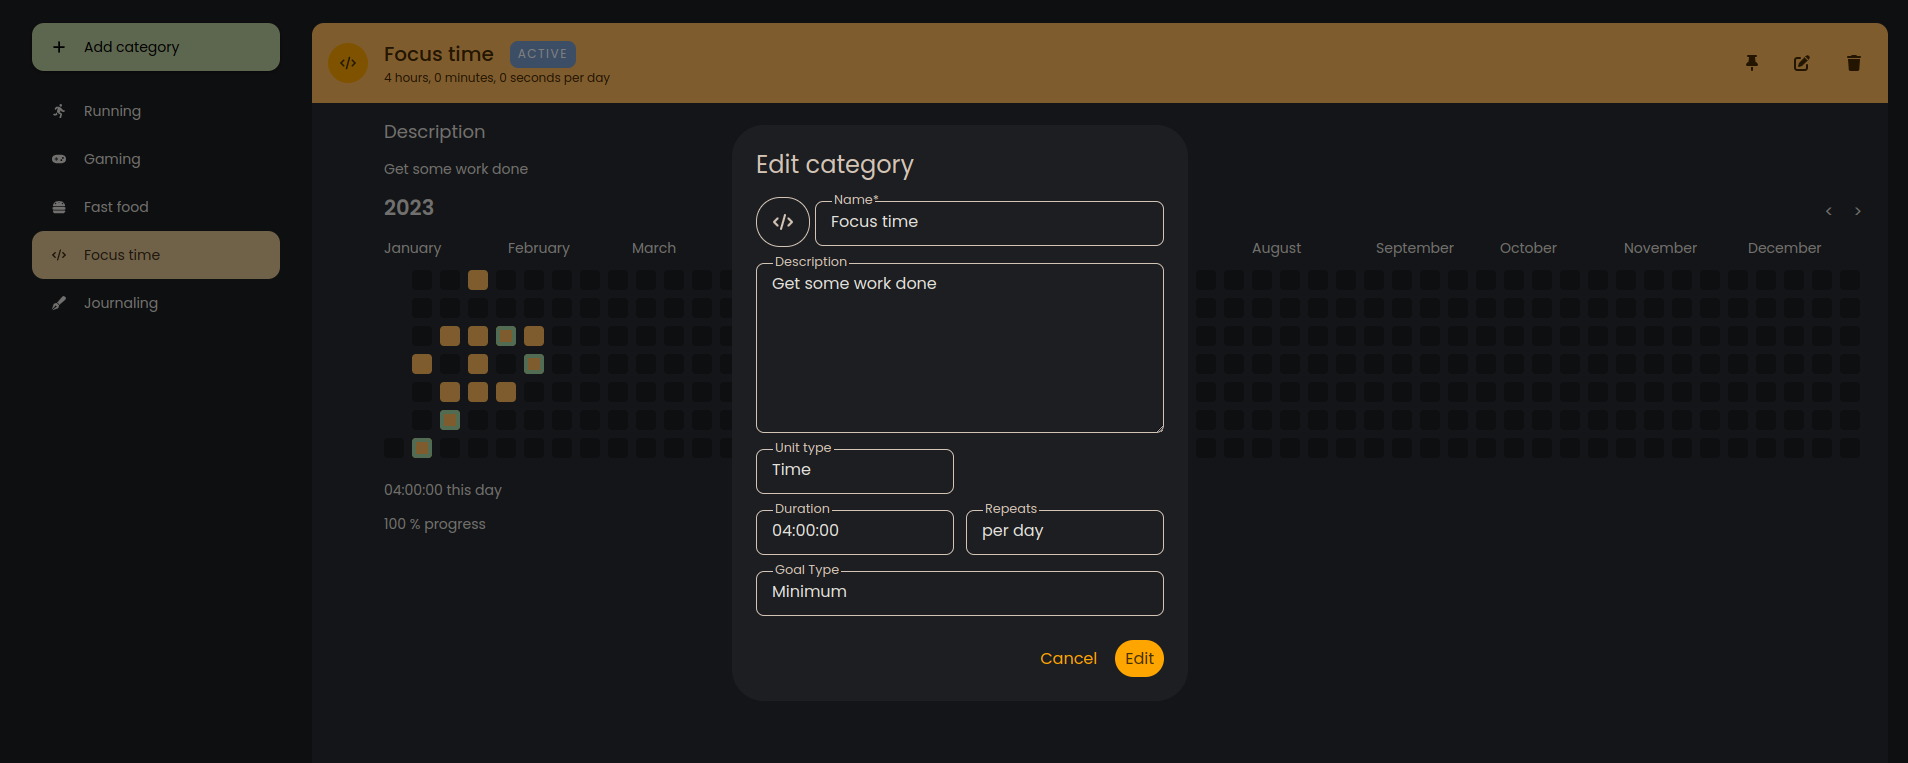 Add category
Running
Gaming
Fast food
Focus time
Journaling
Focus time ACTIVE
4 hours, 0 minutes, 0 seconds per day
Description
Get some work done
2023
< >
January February March August September October November December
04:00:00 this day
100 % progress
Edit category
Name*
Focus time
Description
Get some work done
Unit type
Time
Duration Repeats
04:00:00 per day
Goal Type
Minimum
Cancel Edit